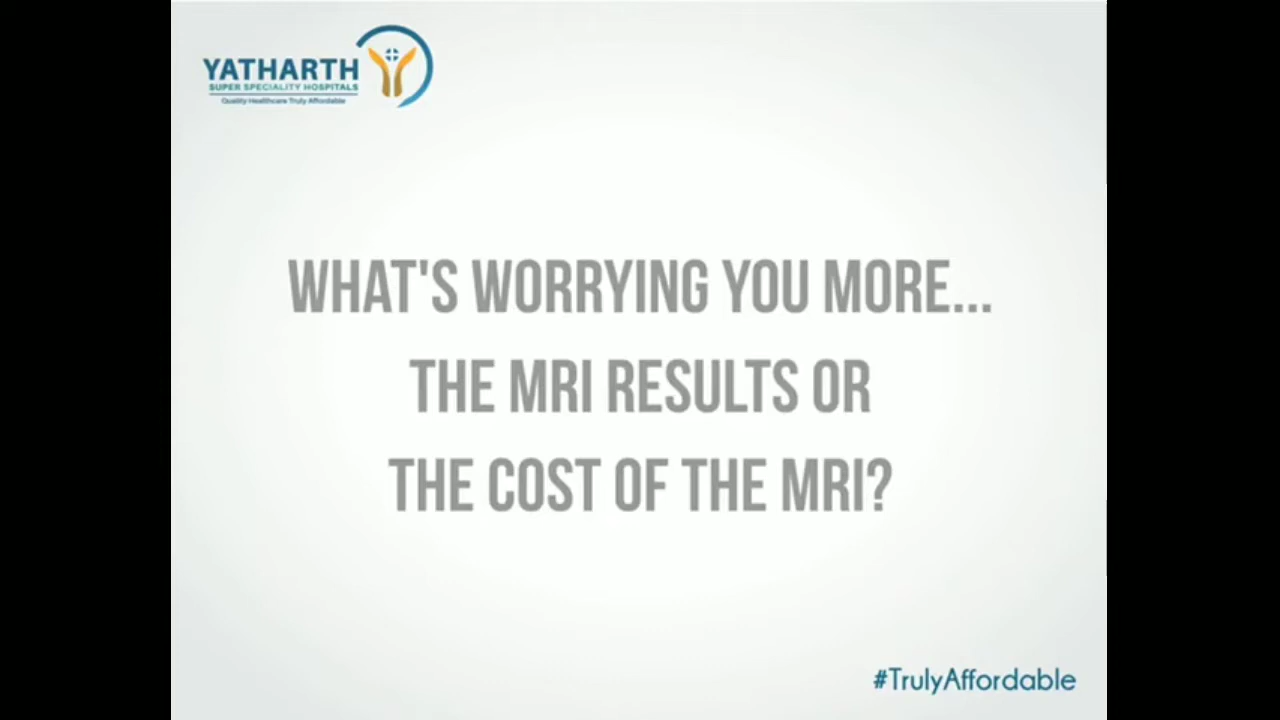 YATHARTH
SUPER SPECIALITY HOSPITALS
Quality Healthcare Truly Affordable
WHAT'S WORRYING YOU MORE...
THE MRI RESULTS OR
THE COST OF THE MRI?
#TrulyAffordable